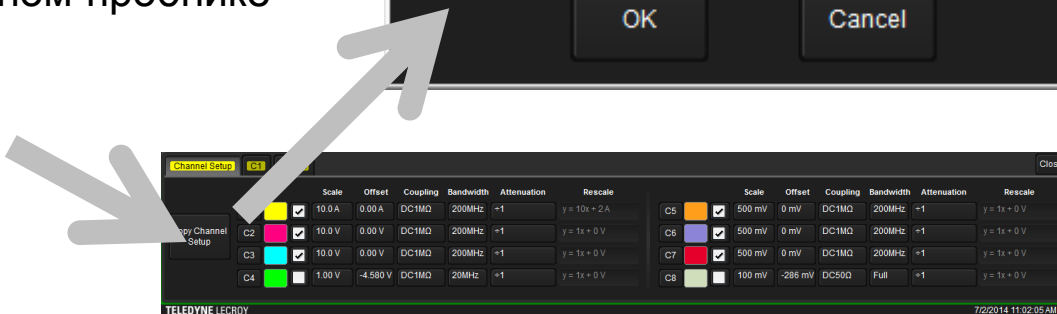 пробнике
OK Cancel
Channel Setup C1 Clos
Scale Offset Coupling Bandwidth Attenuation Rescale Scale Offset Coupling Bandwidth Attenuation Rescale
10.0 A 0.00 A DC1MΩ 200MHz ÷1 y = 10x + 2 A C5 500 mV 0 mV DC1MΩ 200MHz ÷1 y = 1x + 0 V
opy Channel Setup C2 10.0 V 0.00 V DC1MΩ 200MHz ÷1 y = 1x + 0 V C6 500 mV 0 mV DC1MΩ 200MHz ÷1 y = 1x + 0 V
C3 10.0 V 0.00 V DC1MΩ 200MHz ÷1 y = 1x + 0 V C7 500 mV 0 mV DC1MΩ 200MHz ÷1 y = 1x + 0 V
C4 1.00 V -4.580 V DC1MΩ 20MHz ÷1 y = 1x + 0 V C8 100 mV -286 mV DC50Ω Full ÷1 y = 1x + 0 V
TELEDYNE LECROY 7/2/2014 11:02:05 AM